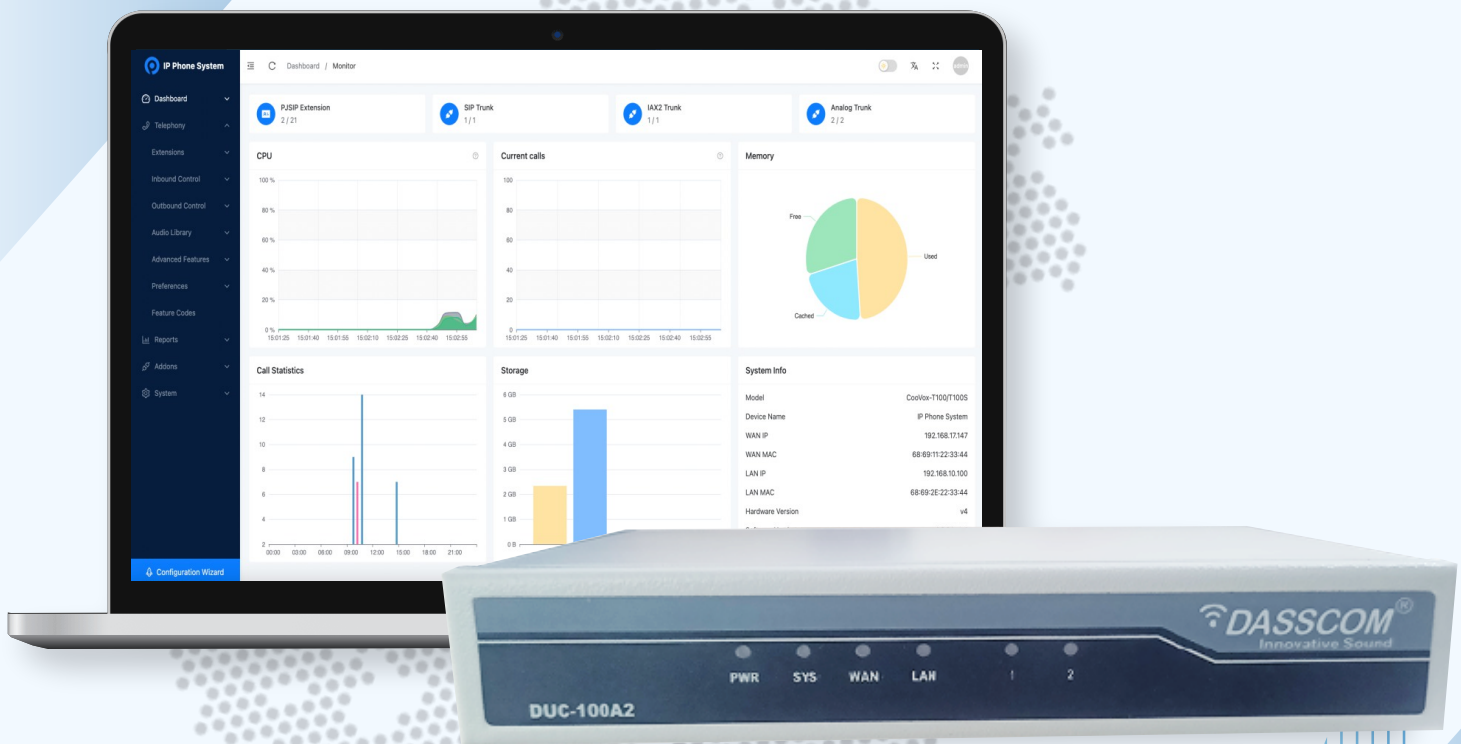 IP Phone System
Dashboard / Monitor
admin
Dashboard
Telephony
Extensions
Inbound Control
Outbound Control
Audio Library
Advanced Features
Preferences
Feature Codes
Reports
Addons
System
Configuration Wizard
PJSIP Extension
2 / 21
SIP Trunk
1 / 1
IAX2 Trunk
1 / 1
Analog Trunk
2 / 2
CPU
100 %
80 %
60 %
40 %
20 %
0 %
15:01:25 15:01:40 15:01:55 15:02:10 15:02:25 15:02:40 15:02:55
Current calls
100
80
60
40
20
0
15:01:25 15:01:40 15:01:55 15:02:10 15:02:25 15:02:40 15:02:55
Memory
Free
Used
Cached
Call Statistics
14
12
10
8
6
4
2
00:00 03:00 06:00 09:00 12:00 15:00 18:00 21:00
Storage
6 GB
5 GB
4 GB
3 GB
2 GB
1 GB
0 B
System Info
Model CooVox-T100/T100S
Device Name IP Phone System
WAN IP 192.168.17.147
WAN MAC 68:69:11:22:33:44
LAN IP 192.168.10.100
LAN MAC 68:69:2E:22:33:44
Hardware Version v4
DASSCOM®
Innovative Sound
PWR SYS WAN LAN 1 2
DUC-100A2